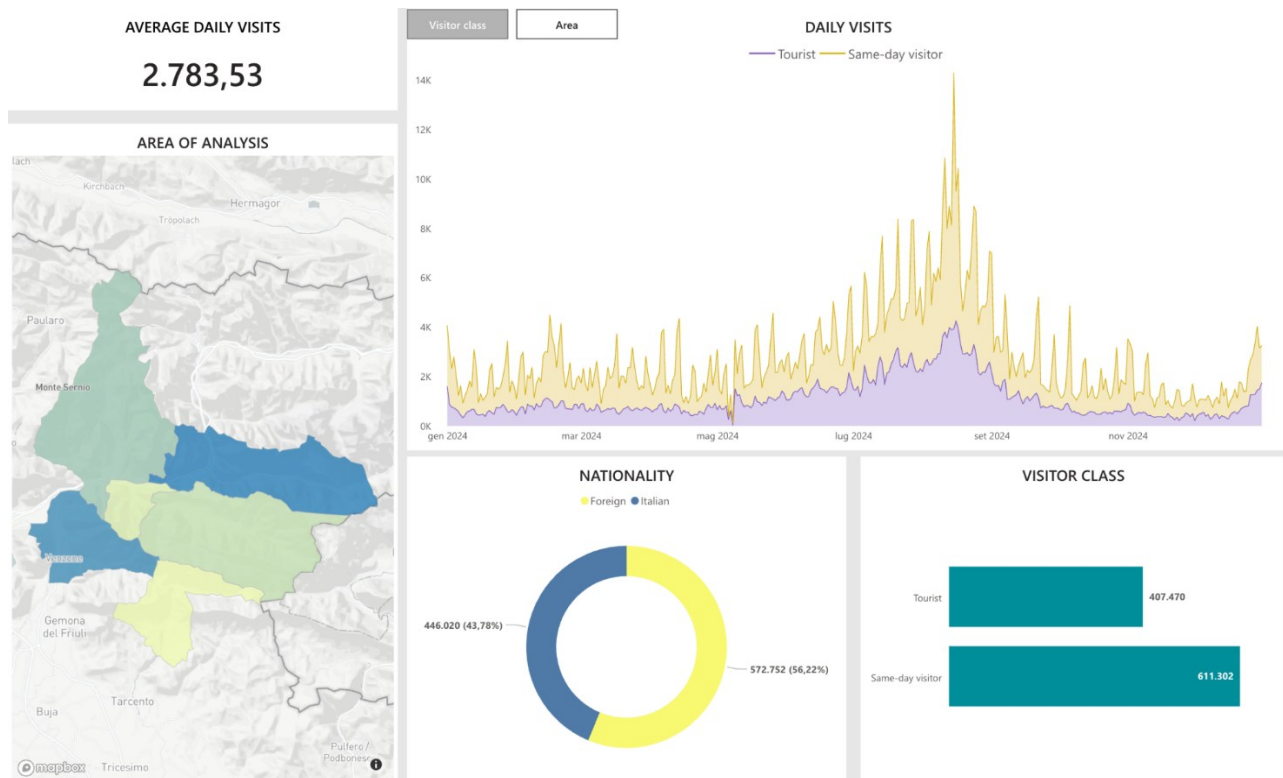 AVERAGE DAILY VISITS
2.783,53
AREA OF ANALYSIS
lach
Kirchbach
Hermagor
Tröpolach
Paularo
Monte Sernio
Venzone
Gemona
del Friuli
Tarcento
Buja
Pulfero /
Podbonesec
mapbox
Tricesimo
Visitor class
Area
DAILY VISITS
Tourist
Same-day visitor
14K
12K
10K
8K
6K
4K
2K
0K
gen 2024
mar 2024
mag 2024
lug 2024
set 2024
nov 2024
NATIONALITY
Foreign
Italian
446.020 (43,78%)
572.752 (56,22%)
VISITOR CLASS
Tourist
407.470
Same-day visitor
611.302